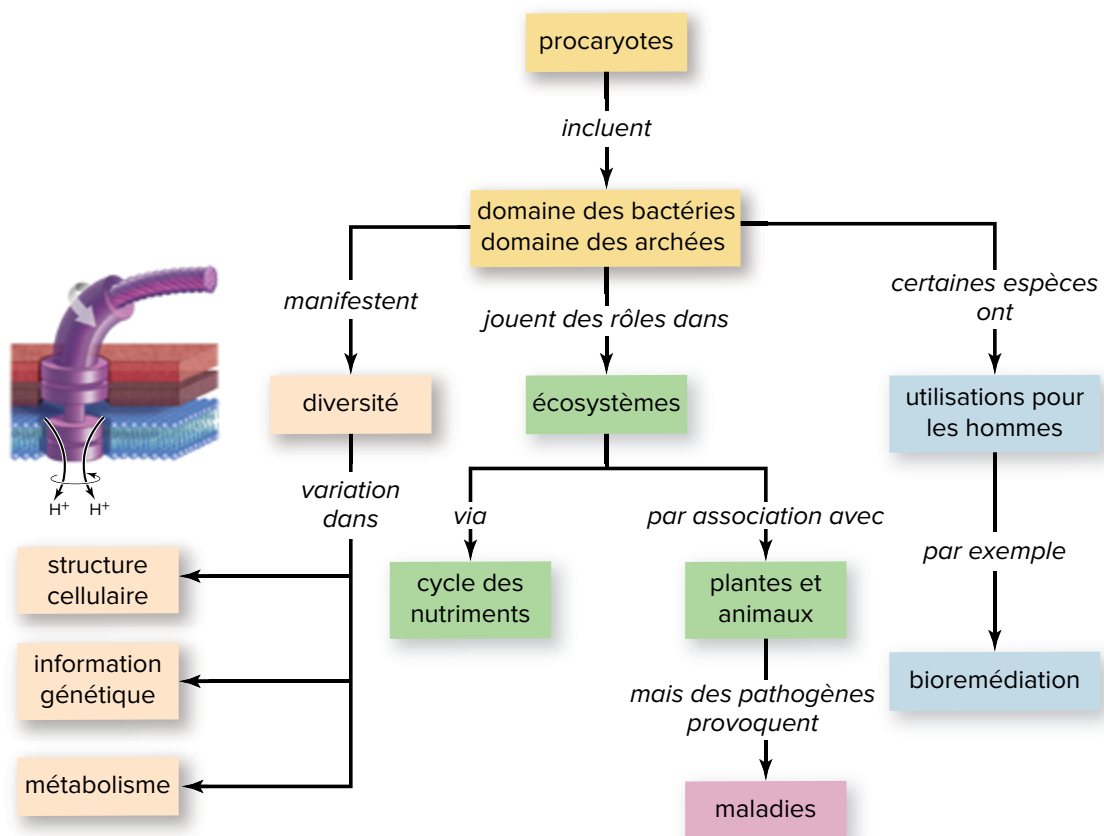 procaryotes
incluent
domaine des bactéries
domaine des archées
manifestent
jouent des rôles dans
certaines espèces
ont
diversité
écosystèmes
utilisations pour
les hommes
H⁺ H⁺
variation
dans
via
par association avec
par exemple
structure
cellulaire
cycle des
nutriments
plantes et
animaux
information
génétique
mais des pathogènes
provoquent
bioremédiation
métabolisme
maladies